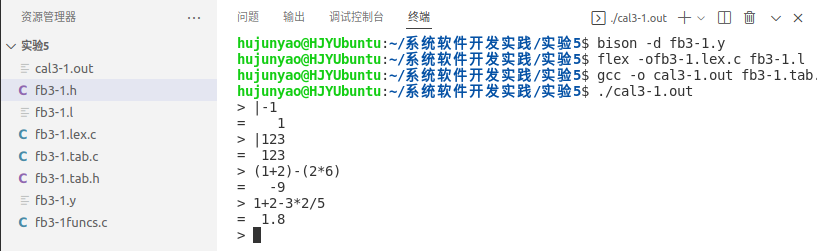 资源管理器 ···
实验5
cal3-1.out
C fb3-1.h
fb3-1.l
C fb3-1.lex.c
C fb3-1.tab.c
C fb3-1.tab.h
fb3-1.y
C fb3-1funcs.c
问题 输出 调试控制台 终端 ./cal3-1.out
hujunyao@HJYUbuntu:~/系统软件开发实践/实验5$ bison -d fb3-1.y
hujunyao@HJYUbuntu:~/系统软件开发实践/实验5$ flex -ofb3-1.lex.c fb3-1.l
hujunyao@HJYUbuntu:~/系统软件开发实践/实验5$ gcc -o cal3-1.out fb3-1.tab.
hujunyao@HJYUbuntu:~/系统软件开发实践/实验5$ ./cal3-1.out
> |-1
=    1
> |123
=  123
> (1+2)-(2*6)
=   -9
> 1+2-3*2/5
=  1.8
>